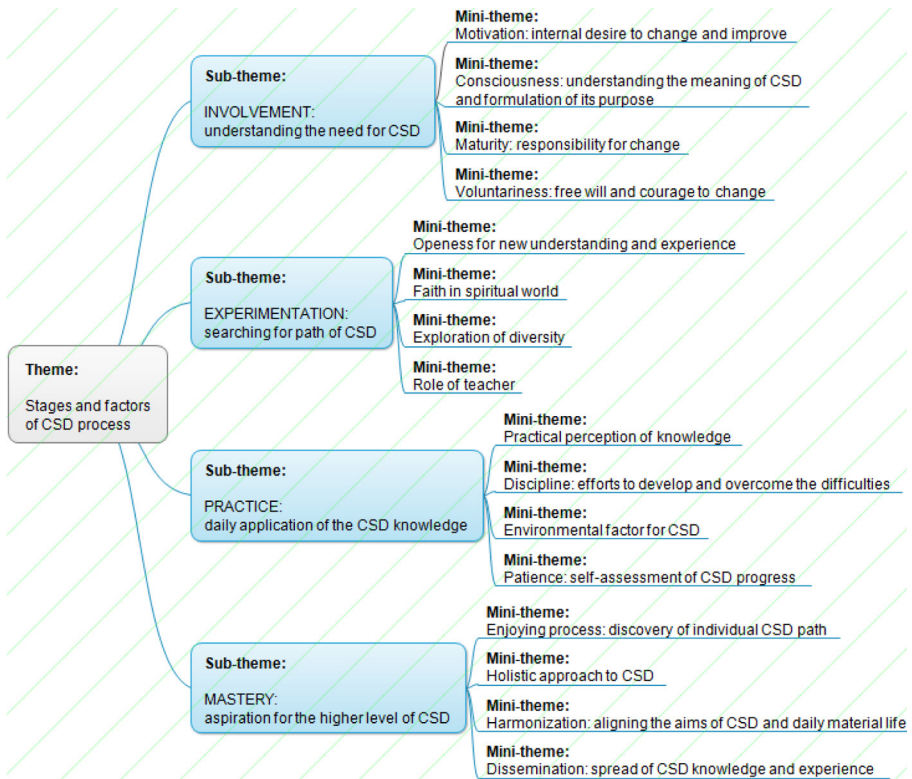 Theme:
Stages and factors
of CSD process
Sub-theme:
INVOLVEMENT:
understanding the need for CSD
Mini-theme:
Motivation: internal desire to change and improve
Mini-theme:
Consciousness: understanding the meaning of CSD
and formulation of its purpose
Mini-theme:
Maturity: responsibility for change
Mini-theme:
Voluntariness: free will and courage to change
Sub-theme:
EXPERIMENTATION:
searching for path of CSD
Mini-theme:
Openess for new understanding and experience
Mini-theme:
Faith in spiritual world
Mini-theme:
Exploration of diversity
Mini-theme:
Role of teacher
Sub-theme:
PRACTICE:
daily application of the CSD knowledge
Mini-theme:
Practical perception of knowledge
Mini-theme:
Discipline: efforts to develop and overcome the difficulties
Mini-theme:
Environmental factor for CSD
Mini-theme:
Patience: self-assessment of CSD progress
Sub-theme:
MASTERY:
aspiration for the higher level of CSD
Mini-theme:
Enjoying process: discovery of individual CSD path
Mini-theme:
Holistic approach to CSD
Mini-theme:
Harmonization: aligning the aims of CSD and daily material life
Mini-theme:
Dissemination: spread of CSD knowledge and experience